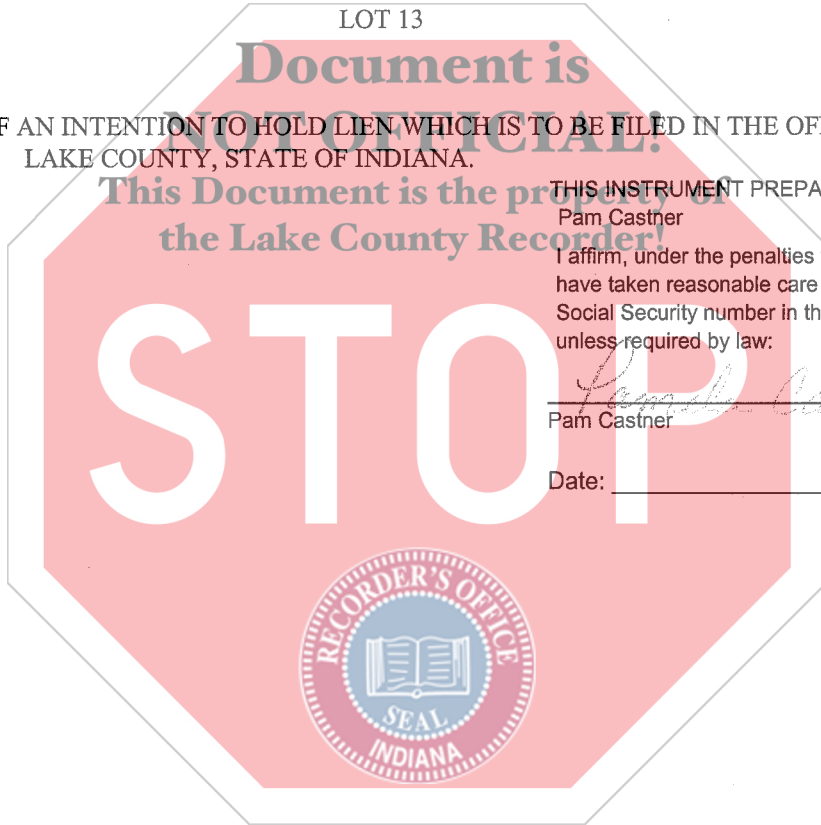 LOT 13
Document is
NOT OFFICIAL!
F AN INTENTION TO HOLD LIEN WHICH IS TO BE FILED IN THE OF
LAKE COUNTY, STATE OF INDIANA.
This Document is the property of
the Lake County Recorder!
THIS INSTRUMENT PREPA
Pam Castner
I affirm, under the penalties
have taken reasonable care
Social Security number in th
unless required by law:
Pamela Ca
Pam Castner
Date:
STOP
RECORDER'S OFFICE
SEAL
INDIANA